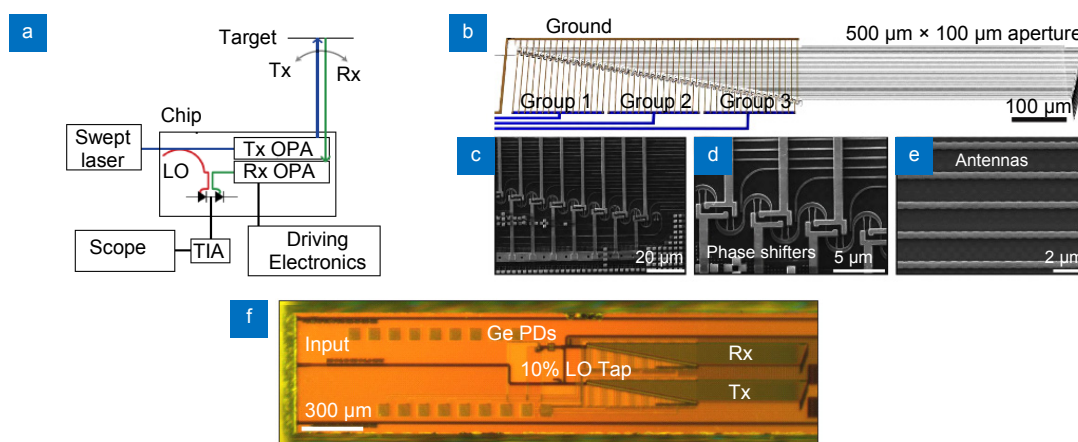 a
Target
Tx
Rx
Chip
Swept
laser
Tx OPA
LO
Rx OPA
Scope
TIA
Driving
Electronics
b
Ground
500 μm × 100 μm aperture
Group 1
Group 2
Group 3
100 μm
c
20 μm
d
Phase shifters
5 μm
e
Antennas
2 μm
f
Ge PDs
Input
10% LO Tap
Rx
Tx
300 μm